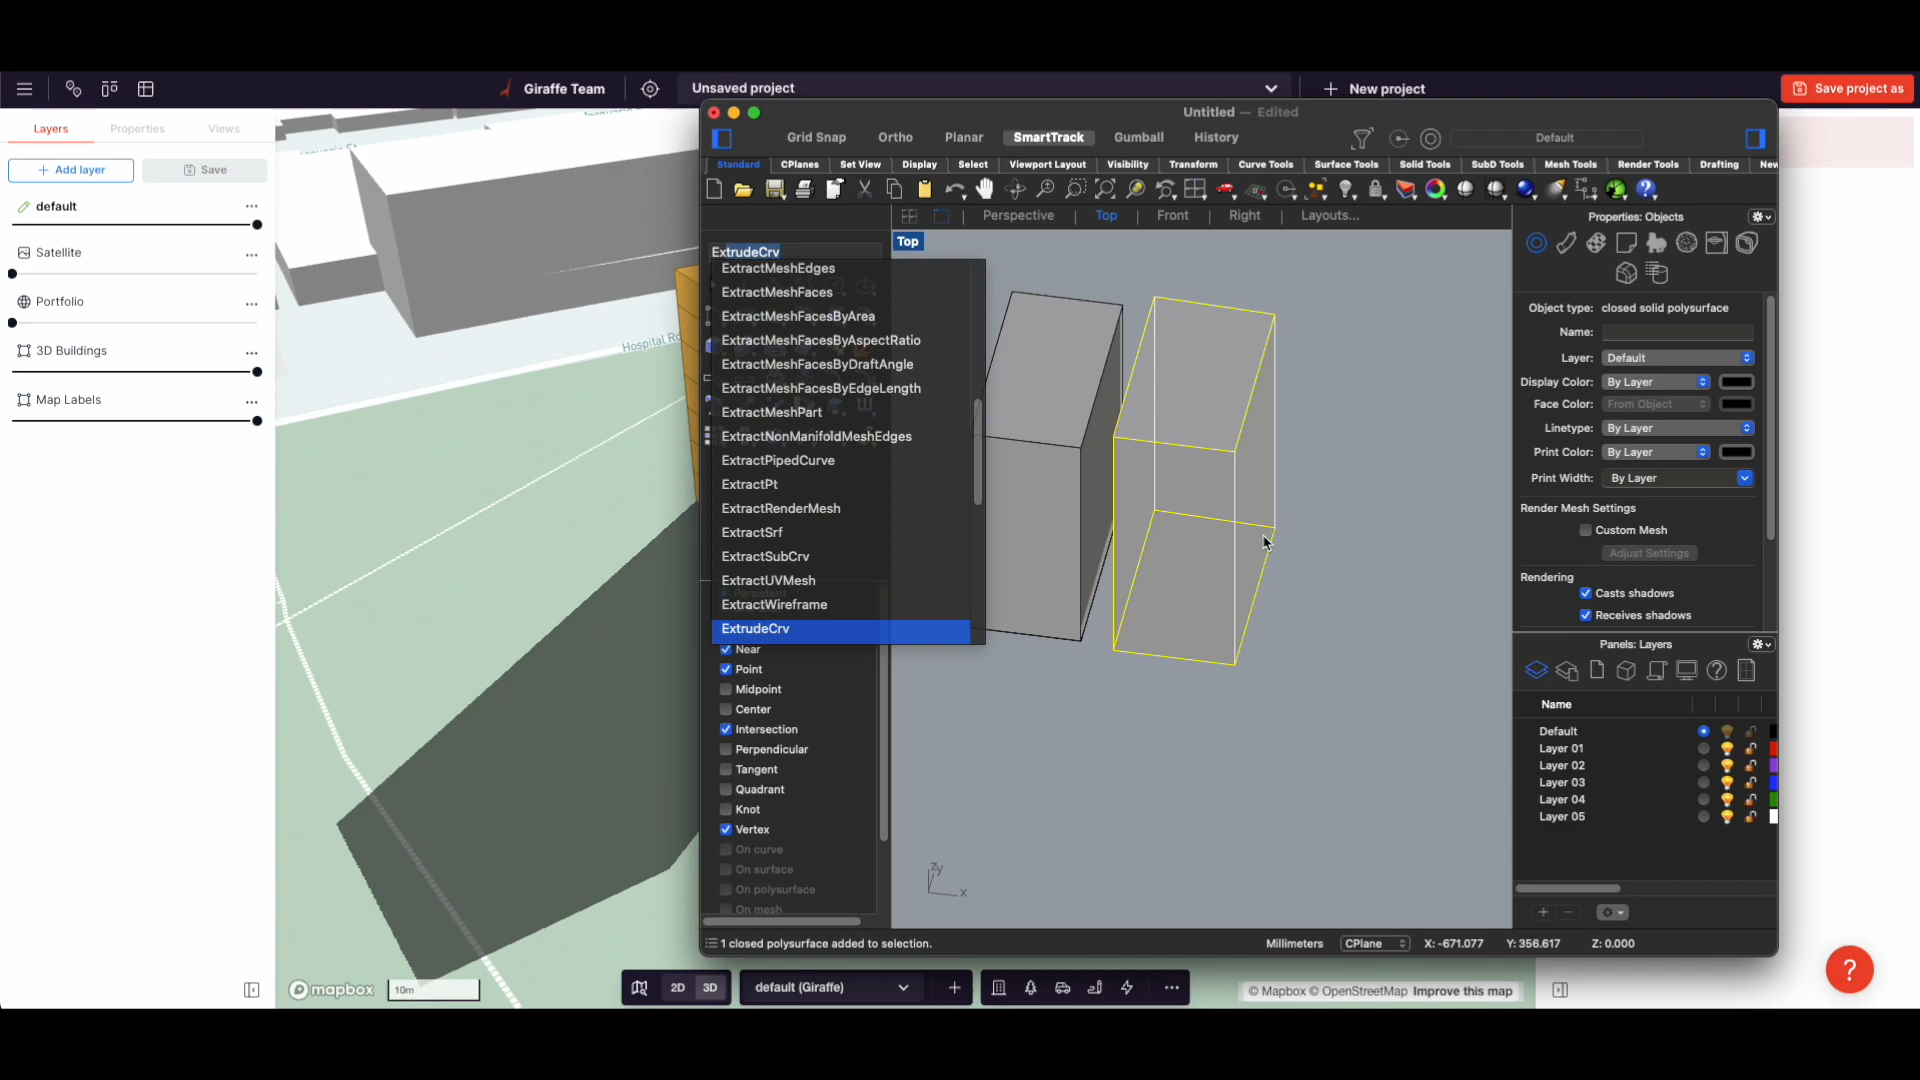 Giraffe Team
Unsaved project
New project
Save project as
Layers
Properties
Views
Add layer
Save
default
Satellite
Portfolio
3D Buildings
Map Labels
Hospital Ro
mapbox
10m
2D
3D
default (Giraffe)
© Mapbox © OpenStreetMap Improve this map
?
Untitled — Edited
Grid Snap
Ortho
Planar
SmartTrack
Gumball
History
Default
Standard
CPlanes
Set View
Display
Select
Viewport Layout
Visibility
Transform
Curve Tools
Surface Tools
Solid Tools
SubD Tools
Mesh Tools
Render Tools
Drafting
New
Perspective
Top
Front
Right
Layouts...
Top
ExtrudeCrv
ExtractMeshEdges
ExtractMeshFaces
ExtractMeshFacesByArea
ExtractMeshFacesByAspectRatio
ExtractMeshFacesByDraftAngle
ExtractMeshFacesByEdgeLength
ExtractMeshPart
ExtractNonManifoldMeshEdges
ExtractPipedCurve
ExtractPt
ExtractRenderMesh
ExtractSrf
ExtractSubCrv
ExtractUVMesh
Persistent
ExtractWireframe
ExtrudeCrv
Near
Point
Midpoint
Center
Intersection
Perpendicular
Tangent
Quadrant
Knot
Vertex
On curve
On surface
On polysurface
On mesh
zy
x
Properties: Objects
Object type: closed solid polysurface
Name:
Layer: Default
Display Color: By Layer
Face Color: From Object
Linetype: By Layer
Print Color: By Layer
Print Width: By Layer
Render Mesh Settings
Custom Mesh
Adjust Settings
Rendering
Casts shadows
Receives shadows
Panels: Layers
Name
Default
Layer 01
Layer 02
Layer 03
Layer 04
Layer 05
1 closed polysurface added to selection.
Millimeters
CPlane
X: -671.077
Y: 356.617
Z: 0.000